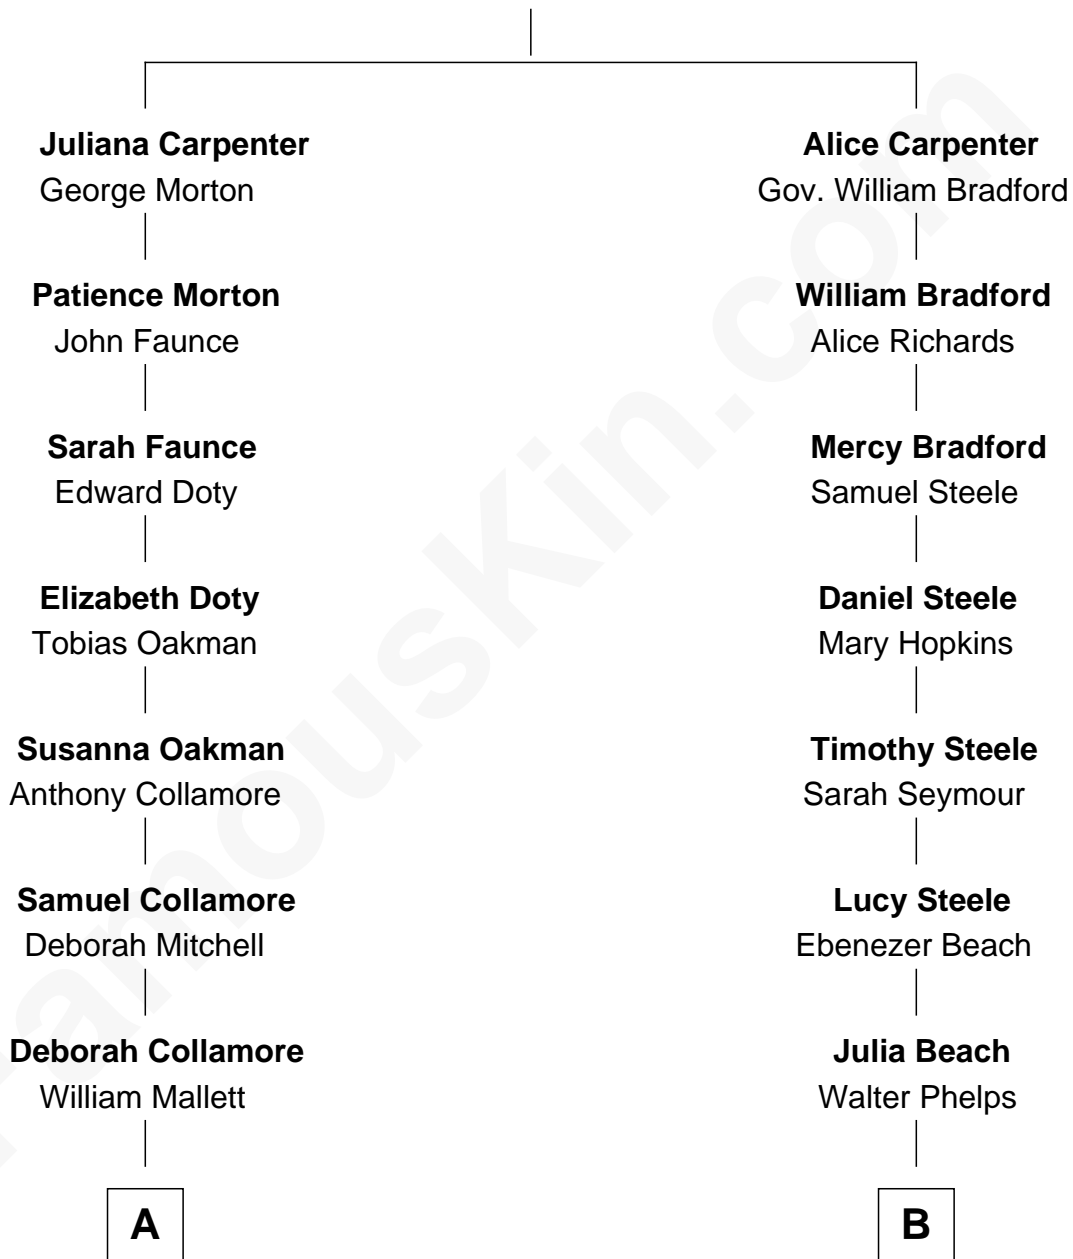 Juliana Carpenter
George Morton
Patience Morton
John Faunce
Sarah Faunce
Edward Doty
Elizabeth Doty
Tobias Oakman
Susanna Oakman
Anthony Collamore
Samuel Collamore
Deborah Mitchell
Deborah Collamore
William Mallett
A
Alice Carpenter
Gov. William Bradford
William Bradford
Alice Richards
Mercy Bradford
Samuel Steele
Daniel Steele
Mary Hopkins
Timothy Steele
Sarah Seymour
Lucy Steele
Ebenezer Beach
Julia Beach
Walter Phelps
B
FamousKin.com